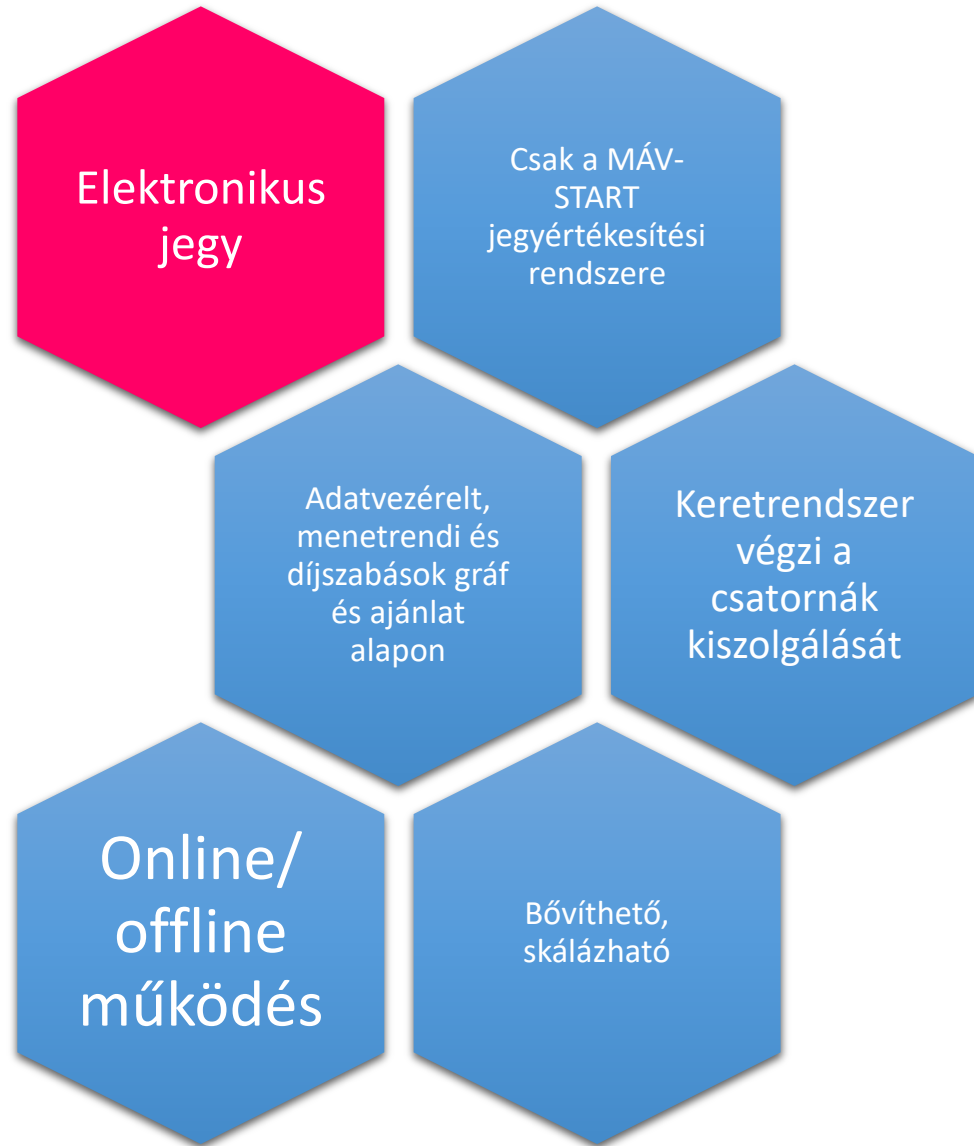 Elektronikus
jegy
Csak a MÁV-
START
jegyértékesítési
rendszere
Adatvezérelt,
menetrendi és
díjszabások gráf
és ajánlat
alapon
Keretrendszer
végzi a
csatornák
kiszolgálását
Online/
offline
működés
Bővíthető,
skálázható